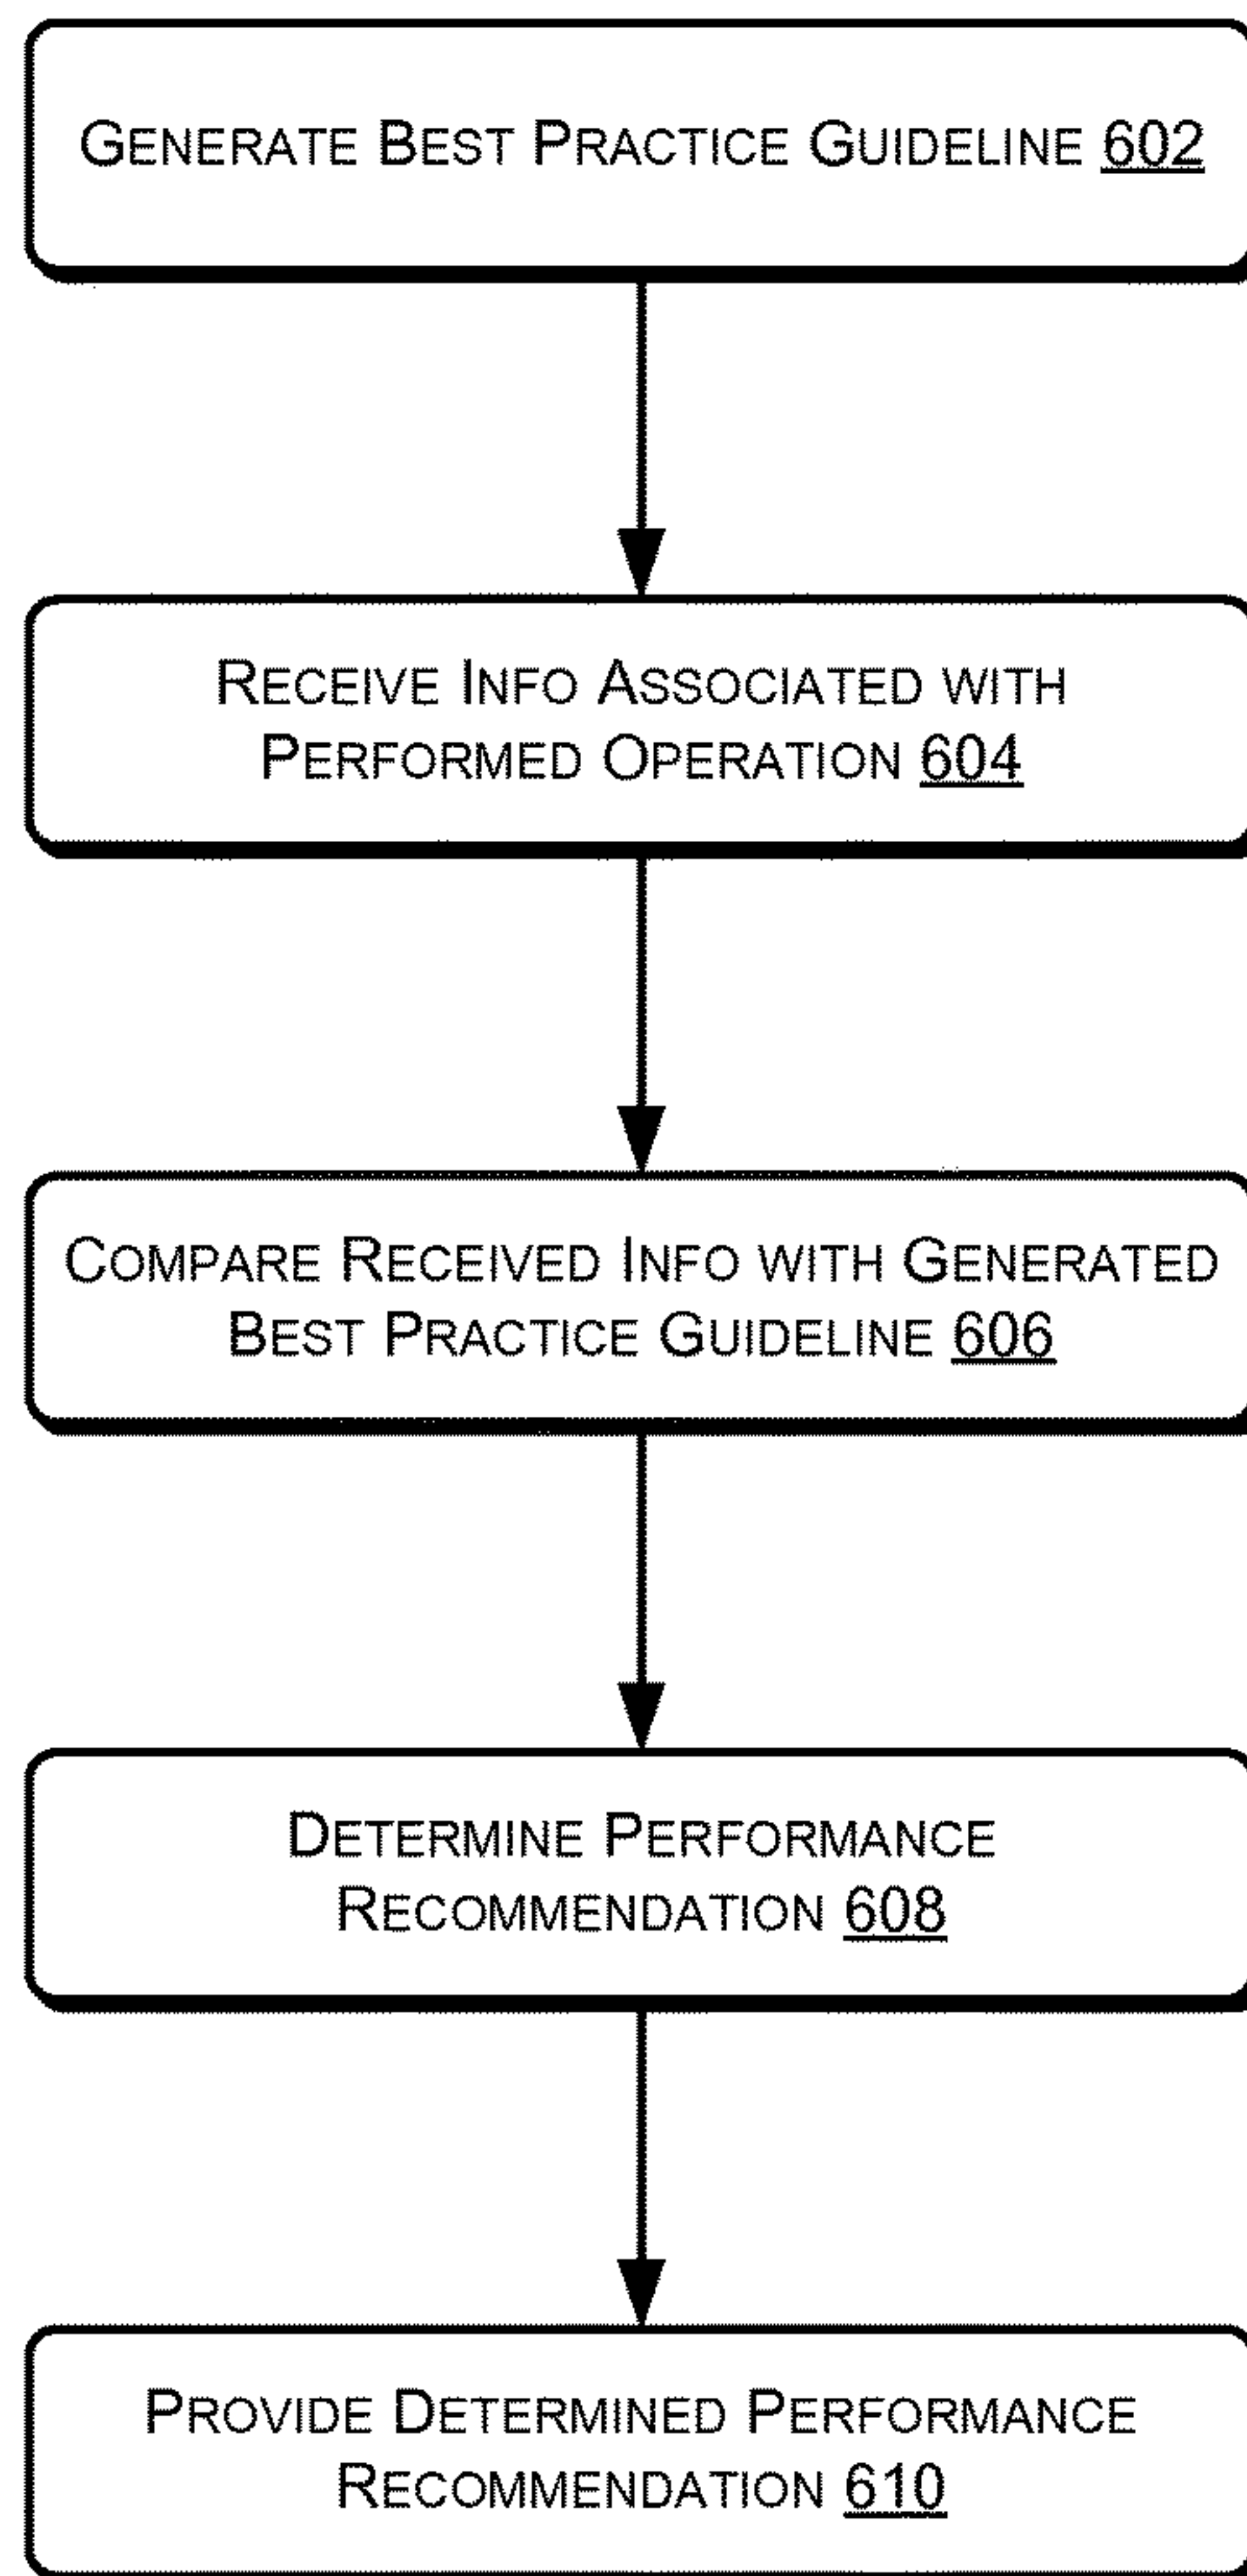 GENERATE BEST PRACTICE GUIDELINE 602
RECEIVE INFO ASSOCIATED WITH
PERFORMED OPERATION 604
COMPARE RECEIVED INFO WITH GENERATED
BEST PRACTICE GUIDELINE 606
DETERMINE PERFORMANCE
RECOMMENDATION 608
PROVIDE DETERMINED PERFORMANCE
RECOMMENDATION 610